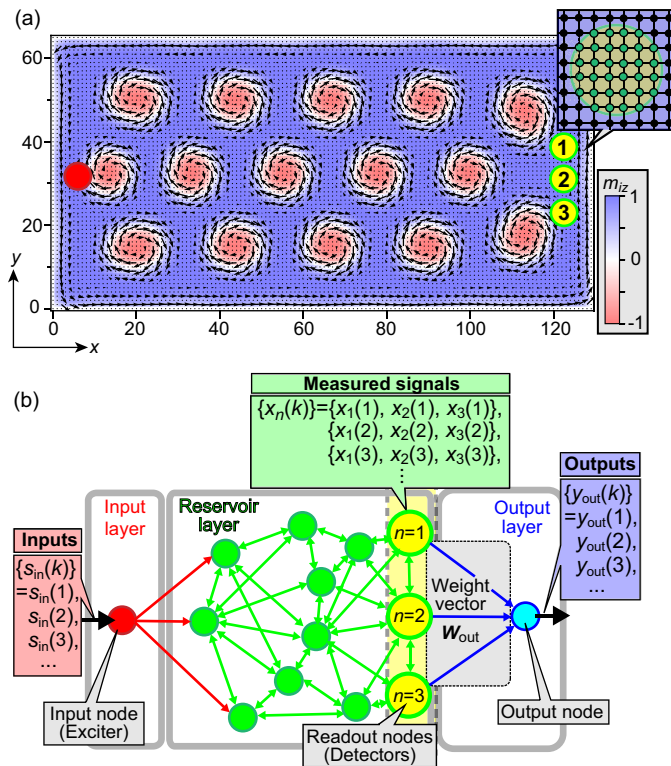 (a)
60
40
20
0
y
x
0 20 40 60 80 100 120
1
2
3
m_iz
1
0
-1
(b)
Measured signals
{x_n(k)}={x_1(1), x_2(1), x_3(1)},
{x_1(2), x_2(2), x_3(2)},
{x_1(3), x_2(3), x_3(3)},
...
Inputs
{s_in(k)}
=s_in(1),
s_in(2),
s_in(3),
...
Input
layer
Reservoir
layer
n=1
n=2
n=3
Weight
vector
W_out
Output
layer
Outputs
{y_out(k)}
=y_out(1),
y_out(2),
y_out(3),
...
Input node
(Exciter)
Readout nodes
(Detectors)
Output node